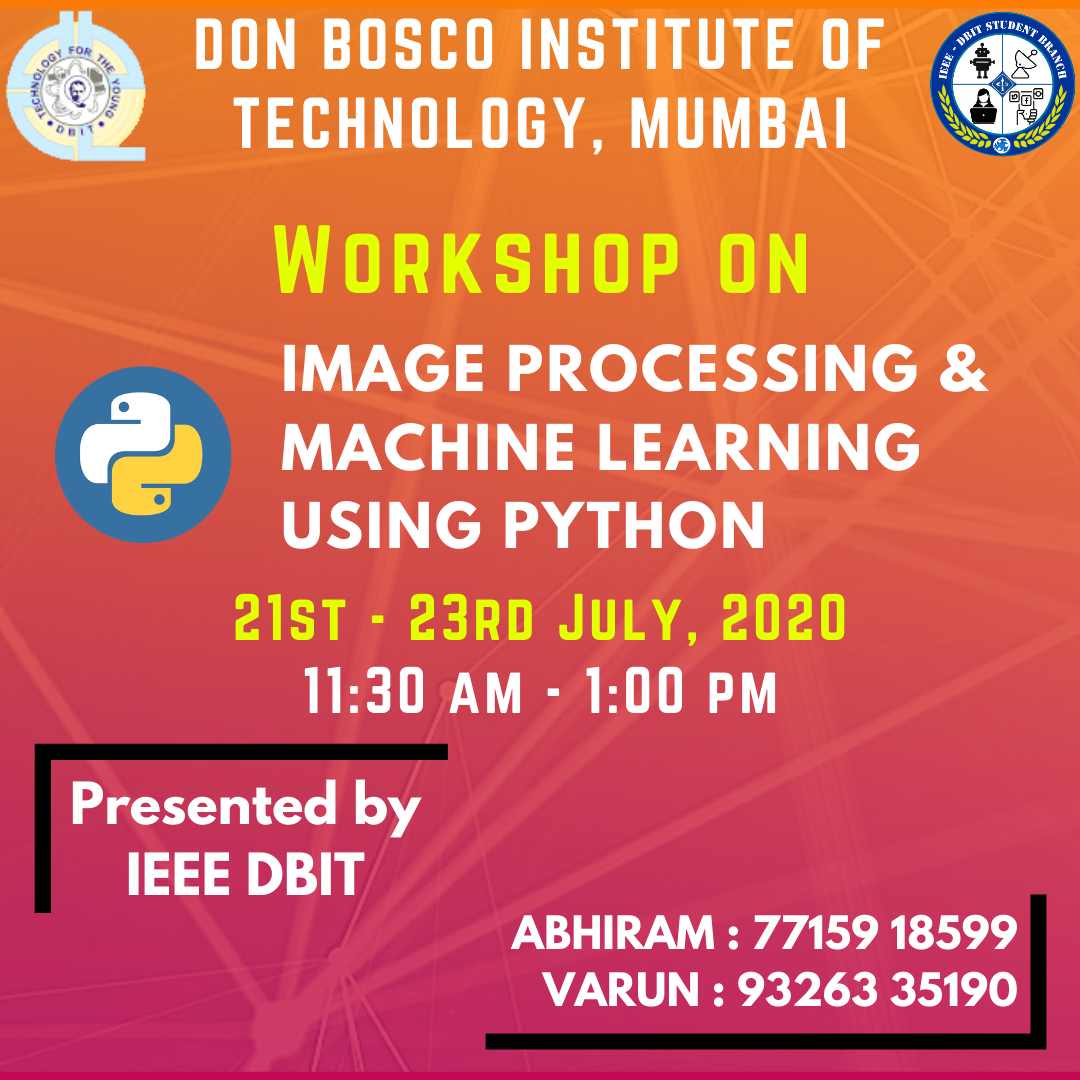 DON BOSCO INSTITUTE OF
TECHNOLOGY, MUMBAI
TECHNOLOGY FOR THE YOUNG
DBIT
IEEE - DBIT STUDENT BRANCH
WORKSHOP ON
IMAGE PROCESSING &
MACHINE LEARNING
USING PYTHON
21ST - 23RD JULY, 2020
11:30 AM - 1:00 PM
Presented by
IEEE DBIT
ABHIRAM : 77159 18599
VARUN : 93263 35190